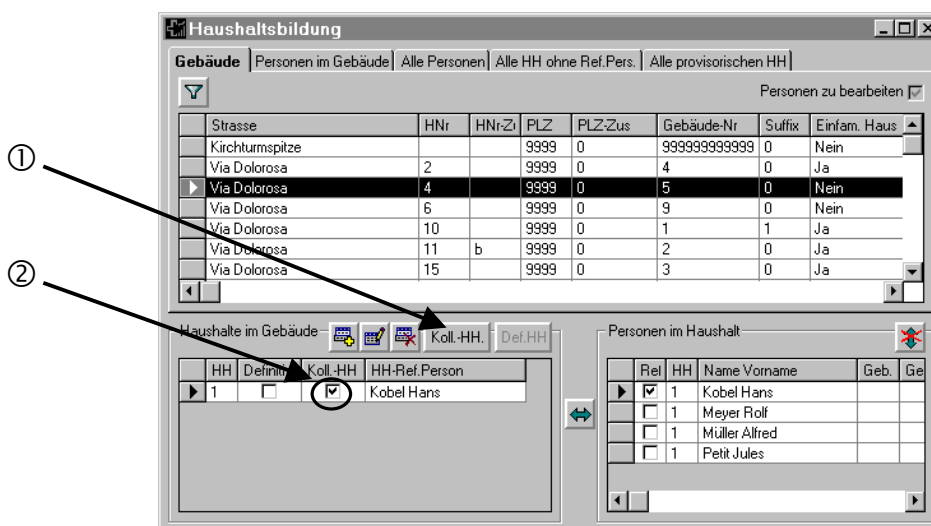 Haushaltsbildung
Gebäude Personen im Gebäude Alle Personen Alle HH ohne Ref.Pers. Alle provisorischen HH
Personen zu bearbeiten
Strasse HNr HNr-Zu PLZ PLZ-Zus Gebäude-Nr Suffix Einfam. Haus
Kirchturmspitze 9999 0 999999999999 0 Nein
①
Via Dolorosa 2 9999 0 4 0 Ja
Via Dolorosa 4 9999 0 5 0 Nein
Via Dolorosa 6 9999 0 9 0 Nein
Via Dolorosa 10 9999 0 1 1 Ja
Via Dolorosa 11 b 9999 0 2 0 Ja
②
Via Dolorosa 15 9999 0 3 0 Ja
Haushalte im Gebäude Koll.-HH. Def.HH Personen im Haushalt
HH Definiti Koll.-HH HH-Ref.Person Rel HH Name Vorname Geb. Ge
1 Kobel Hans 1 Kobel Hans
1 Meyer Rolf
1 Müller Alfred
1 Petit Jules